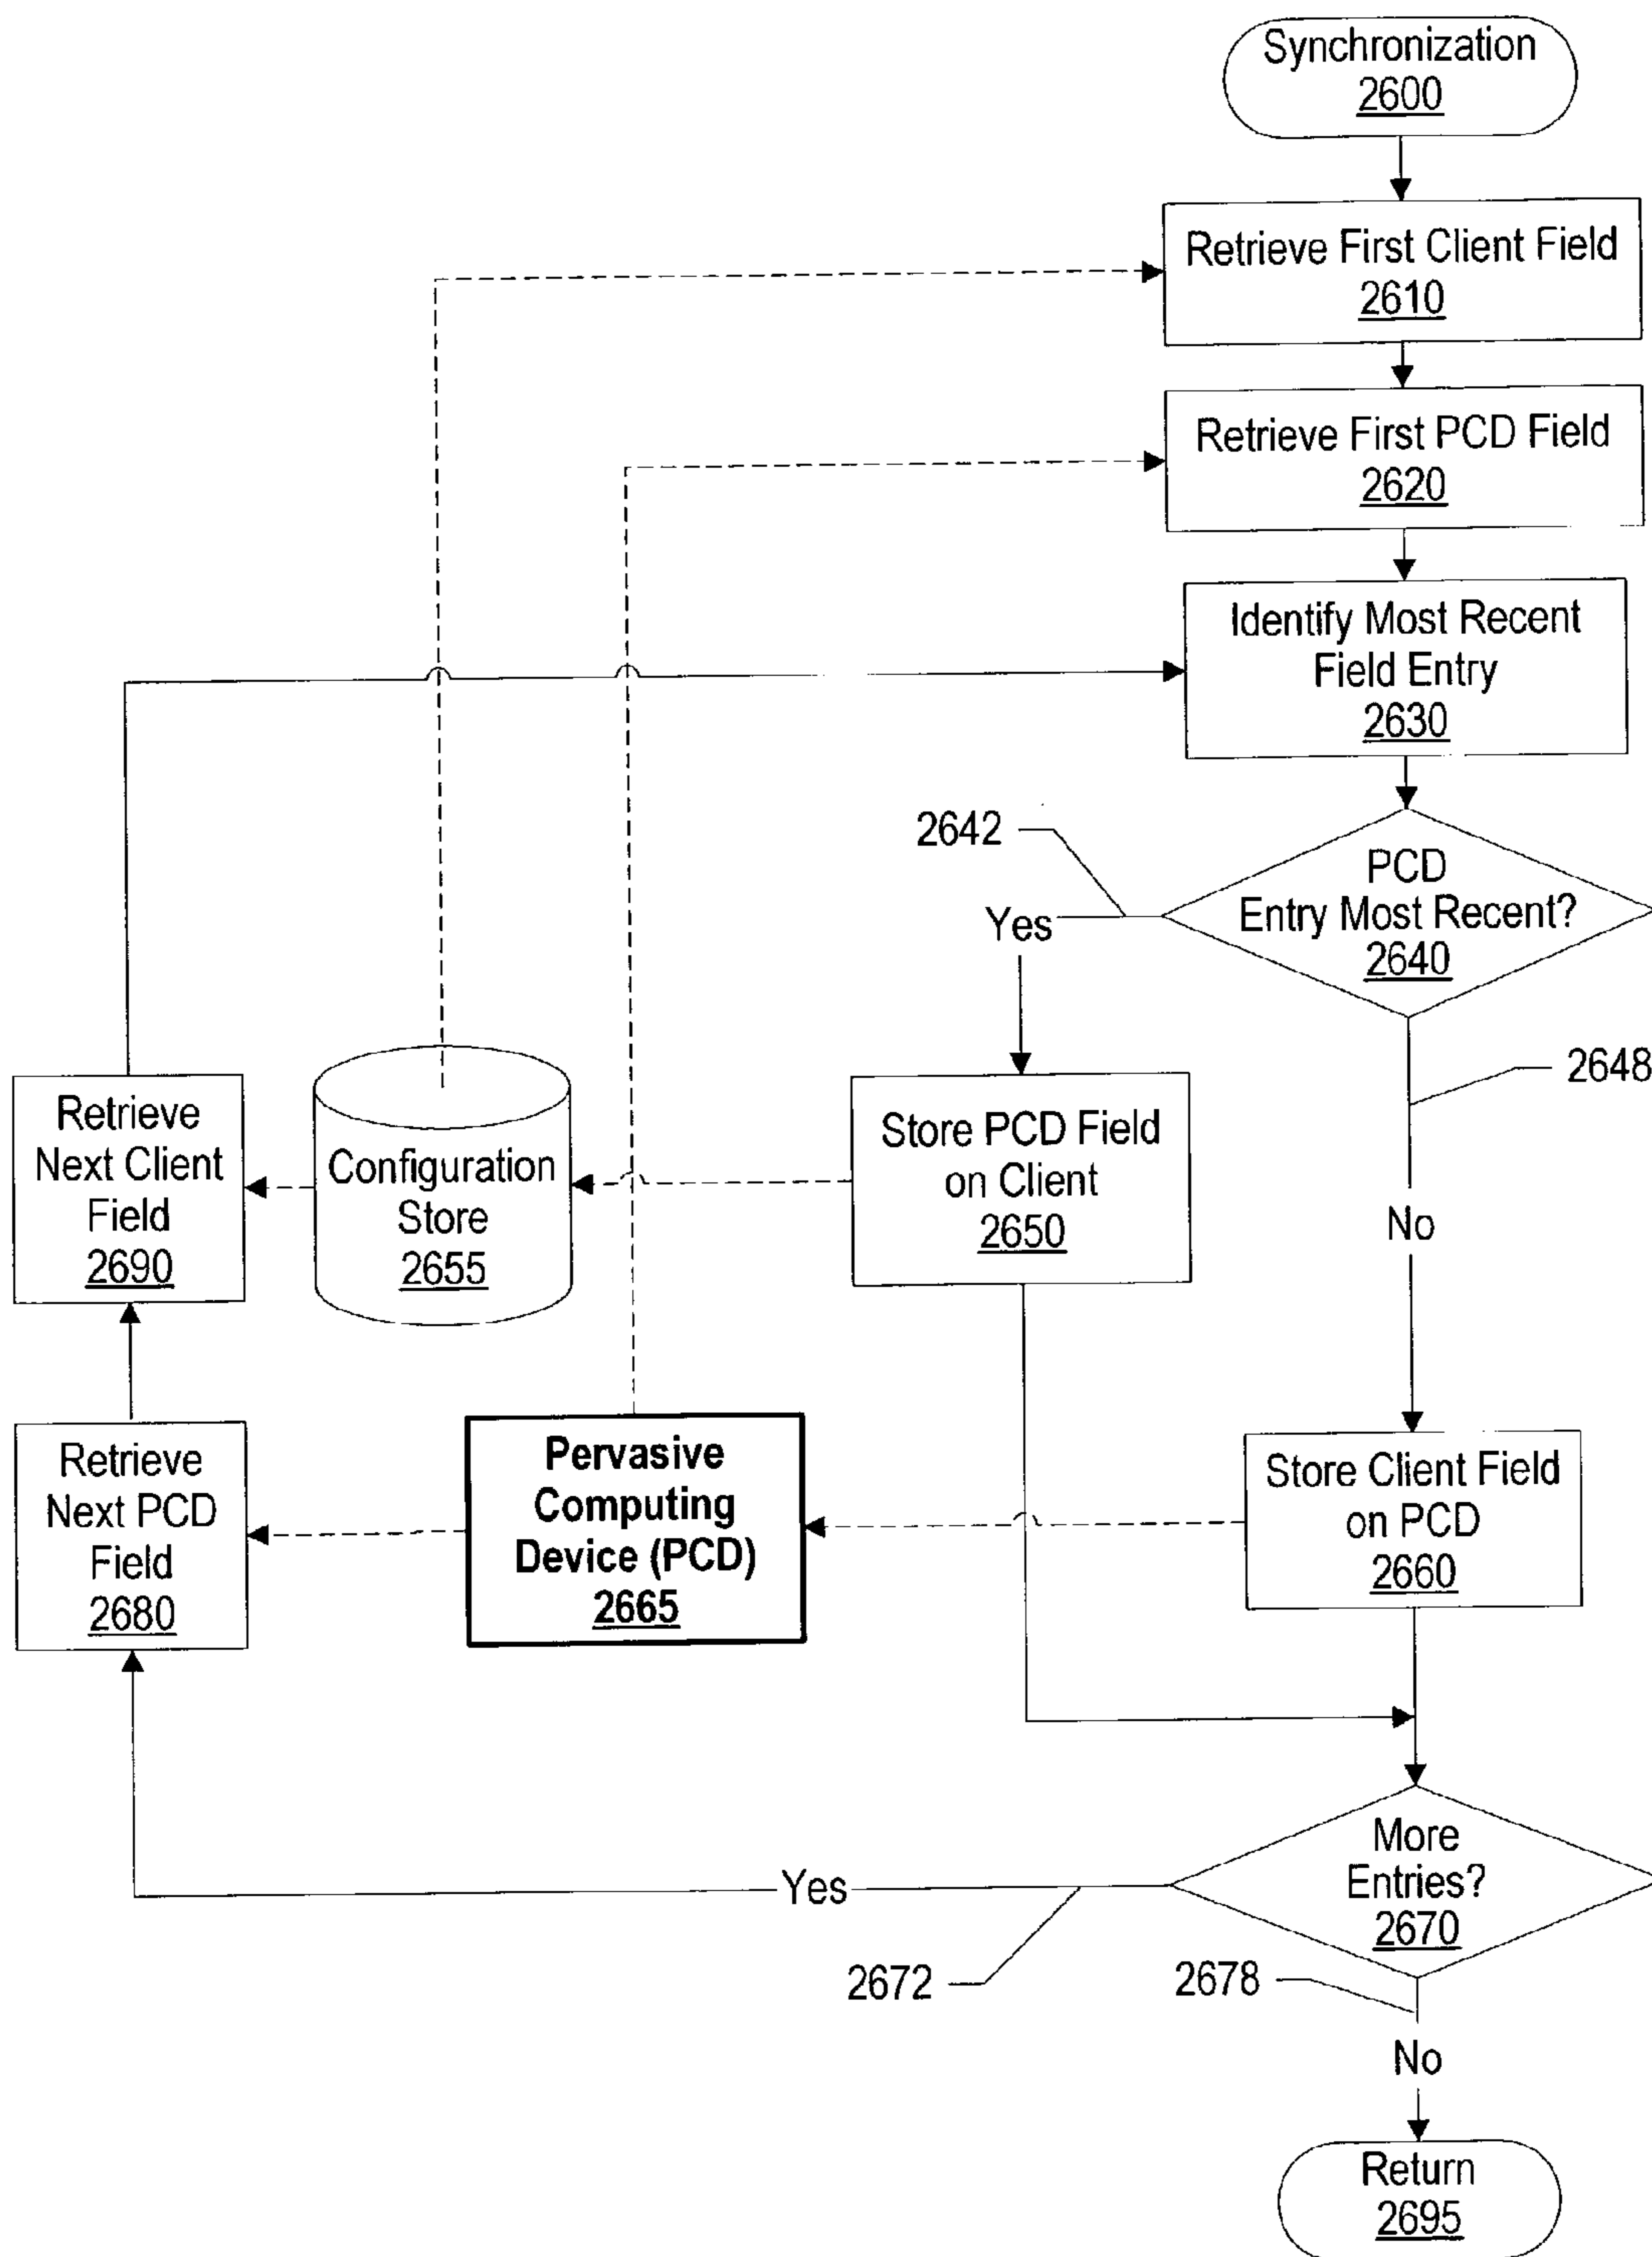 Synchronization
2600
Retrieve First Client Field
2610
Retrieve First PCD Field
2620
Identify Most Recent
Field Entry
2630
2642
PCD
Entry Most Recent?
2640
Yes
2648
No
Retrieve
Next Client
Field
2690
Configuration
Store
2655
Store PCD Field
on Client
2650
Retrieve
Next PCD
Field
2680
Pervasive
Computing
Device (PCD)
2665
Store Client Field
on PCD
2660
More
Entries?
2670
Yes
2672
2678
No
Return
2695